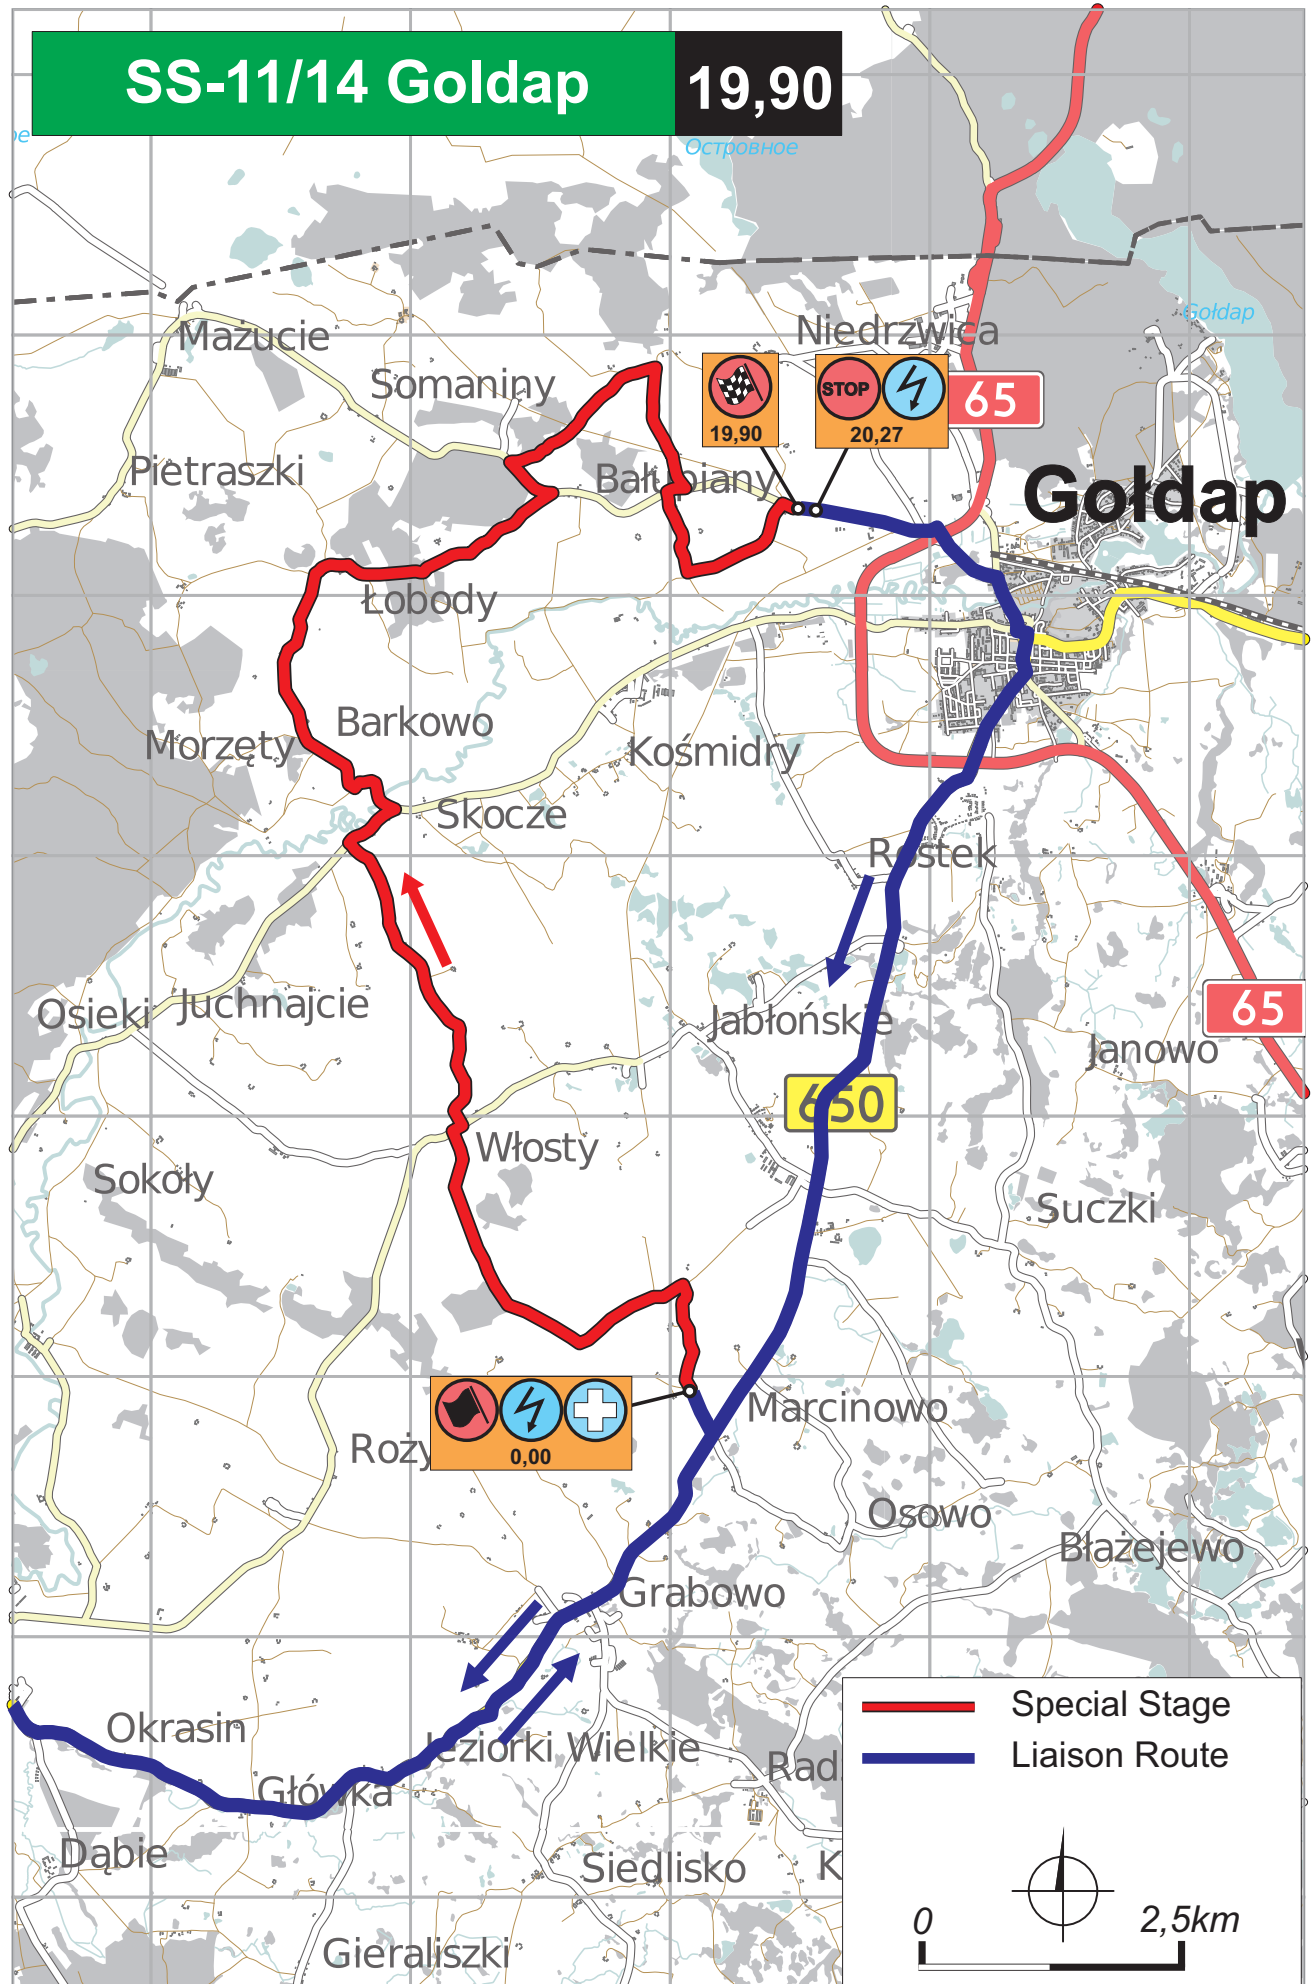 SS-11/14 Goldap
19,90
Островное
Gołdap
Mażucie
Niedrzwica
Somaniny
65
19,90
STOP
20,27
Pietraszki
Bałupiany
Gołdap
Łobody
Barkowo
Morzęty
Kośmidry
Skocze
Rostek
Osieki
Juchnajcie
Jabłońskie
65
Janowo
650
Włosty
Sokoły
Suczki
Marcinowo
Roży
0,00
Osowo
Błażejewo
Grabowo
Okrasin
Jeziorki Wielkie
Rad
Główka
Dąbie
Siedlisko
K
Gieraliszki
Special Stage
Liaison Route
0
2,5km